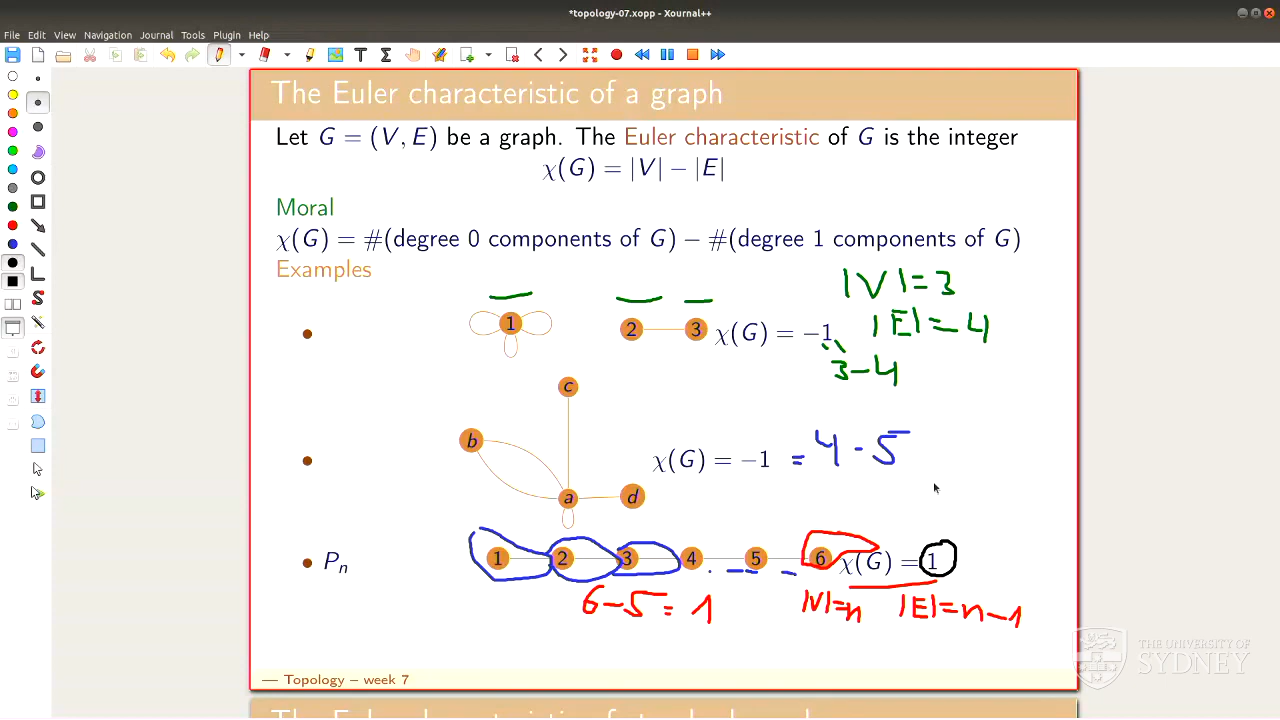 *topology-07.xopp - Xournal++
File Edit View Navigation Journal Tools Plugin Help
The Euler characteristic of a graph
Let G = (V, E) be a graph. The Euler characteristic of G is the integer
χ(G) = |V| − |E|
Moral
χ(G) = #(degree 0 components of G) − #(degree 1 components of G)
Examples
|V|=3
1 2 3 χ(G) = −1
|E|=4
3-4
c
b χ(G) = −1 = 4-5
a d
Pn 1 2 3 4 5 6 χ(G) = 1
6-5=1 |V|=n |E|=n-1
— Topology – week 7
THE UNIVERSITY OF
SYDNEY